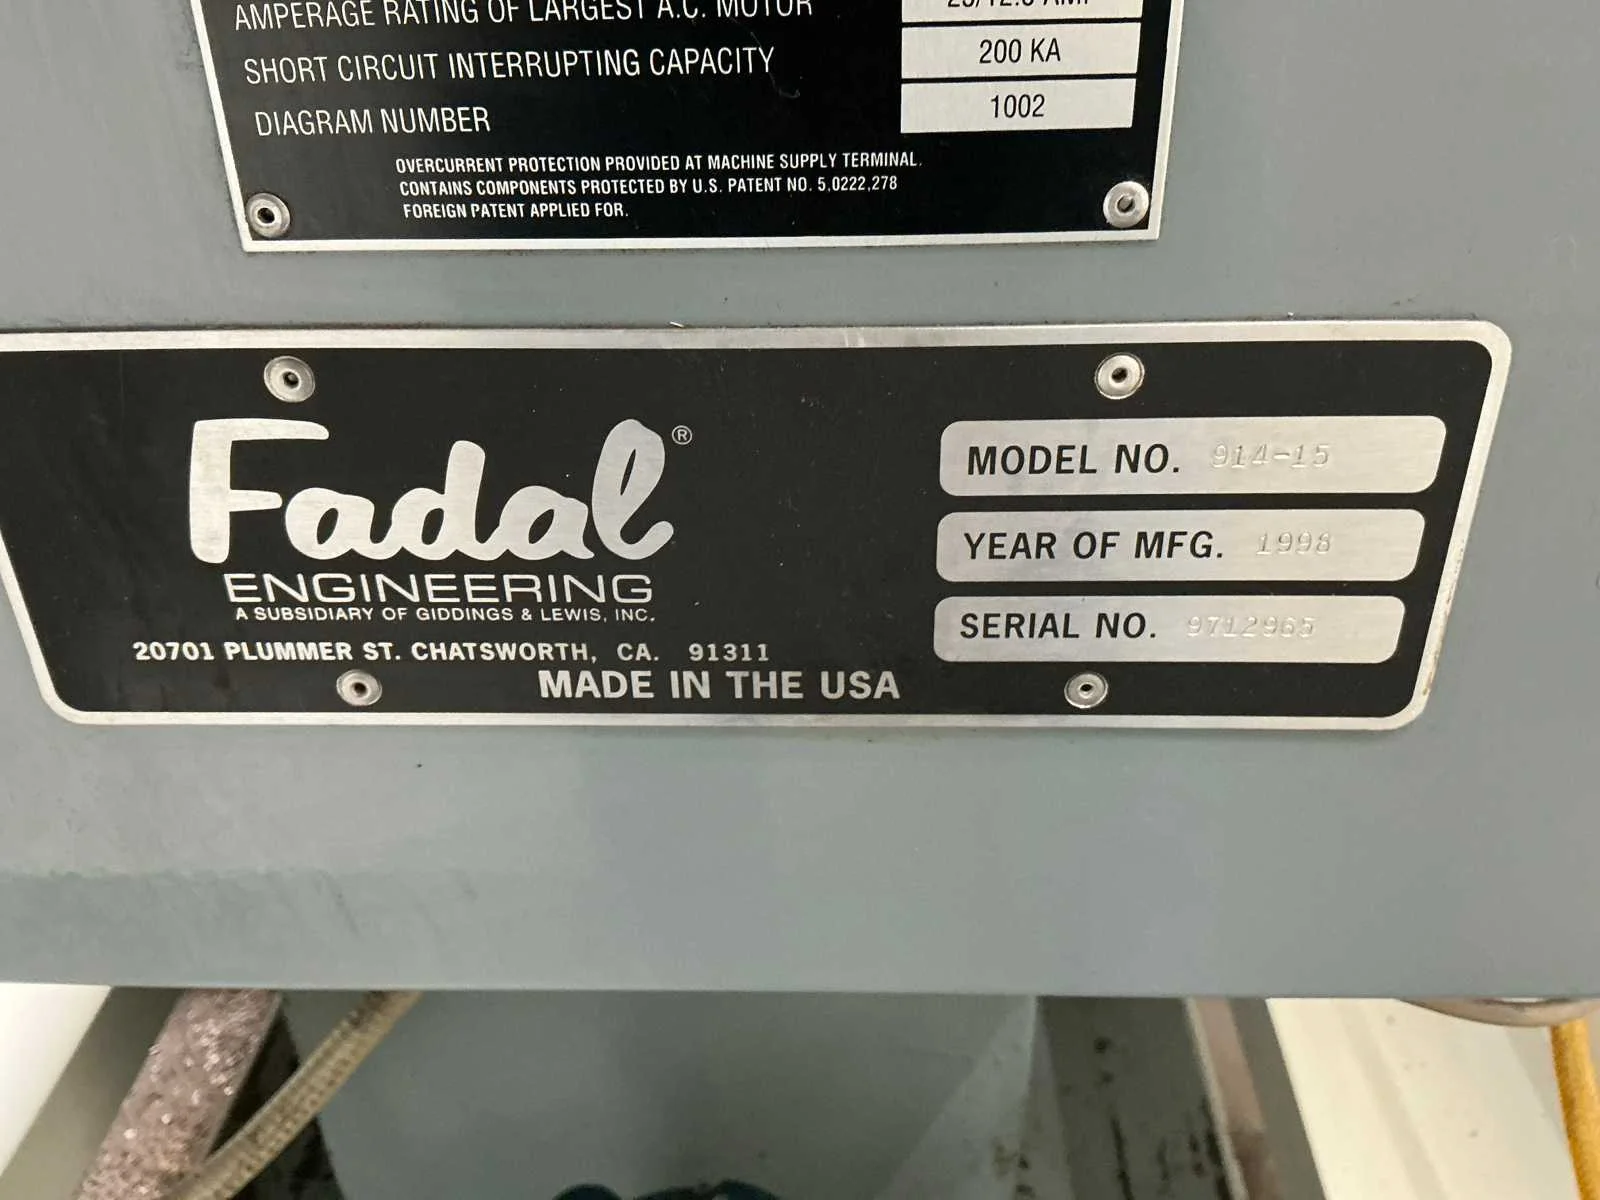 AMPERAGE RATING OF LARGEST A.C. MOTOR
SHORT CIRCUIT INTERRUPTING CAPACITY 200 KA
DIAGRAM NUMBER 1002
OVERCURRENT PROTECTION PROVIDED AT MACHINE SUPPLY TERMINAL.
CONTAINS COMPONENTS PROTECTED BY U.S. PATENT NO. 5,0222,278
FOREIGN PATENT APPLIED FOR.
Fadal®
ENGINEERING
A SUBSIDIARY OF GIDDINGS & LEWIS, INC.
20701 PLUMMER ST. CHATSWORTH, CA. 91311
MADE IN THE USA
MODEL NO. 914-15
YEAR OF MFG. 1998
SERIAL NO. 9712965